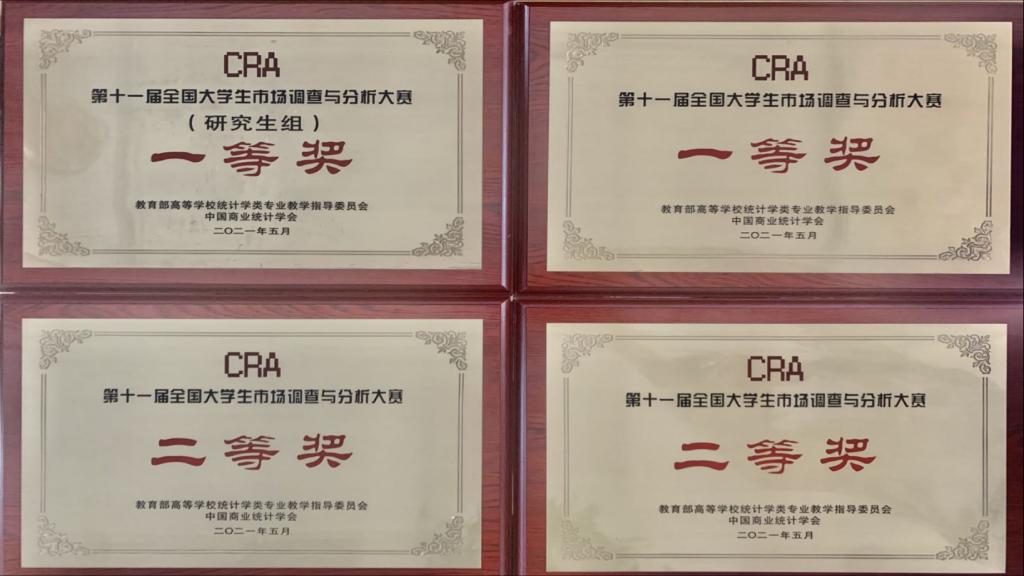 CRA
第十一届全国大学生市场调查与分析大赛
（研究生组）
一等奖
教育部高等学校统计学类专业教学指导委员会
中国商业统计学会
二〇二一年五月
CRA
第十一届全国大学生市场调查与分析大赛
一等奖
教育部高等学校统计学类专业教学指导委员会
中国商业统计学会
二〇二一年五月
CRA
第十一届全国大学生市场调查与分析大赛
二等奖
教育部高等学校统计学类专业教学指导委员会
中国商业统计学会
二〇二一年五月
CRA
第十一届全国大学生市场调查与分析大赛
二等奖
教育部高等学校统计学类专业教学指导委员会
中国商业统计学会
二〇二一年五月